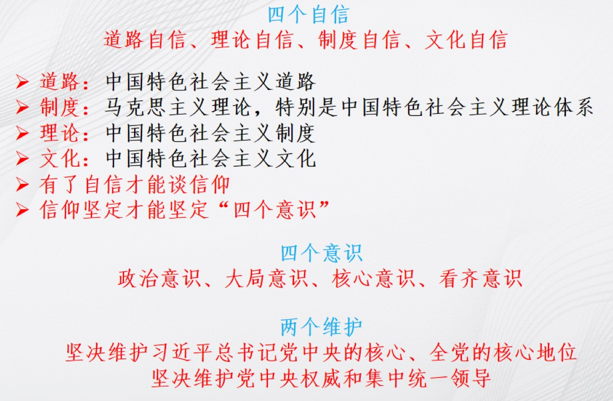 四个自信
道路自信、理论自信、制度自信、文化自信
➢ 道路：中国特色社会主义道路
➢ 制度：马克思主义理论，特别是中国特色社会主义理论体系
➢ 理论：中国特色社会主义制度
➢ 文化：中国特色社会主义文化
➢ 有了自信才能谈信仰
➢ 信仰坚定才能坚定“四个意识”
四个意识
政治意识、大局意识、核心意识、看齐意识
两个维护
坚决维护习近平总书记党中央的核心、全党的核心地位
坚决维护党中央权威和集中统一领导